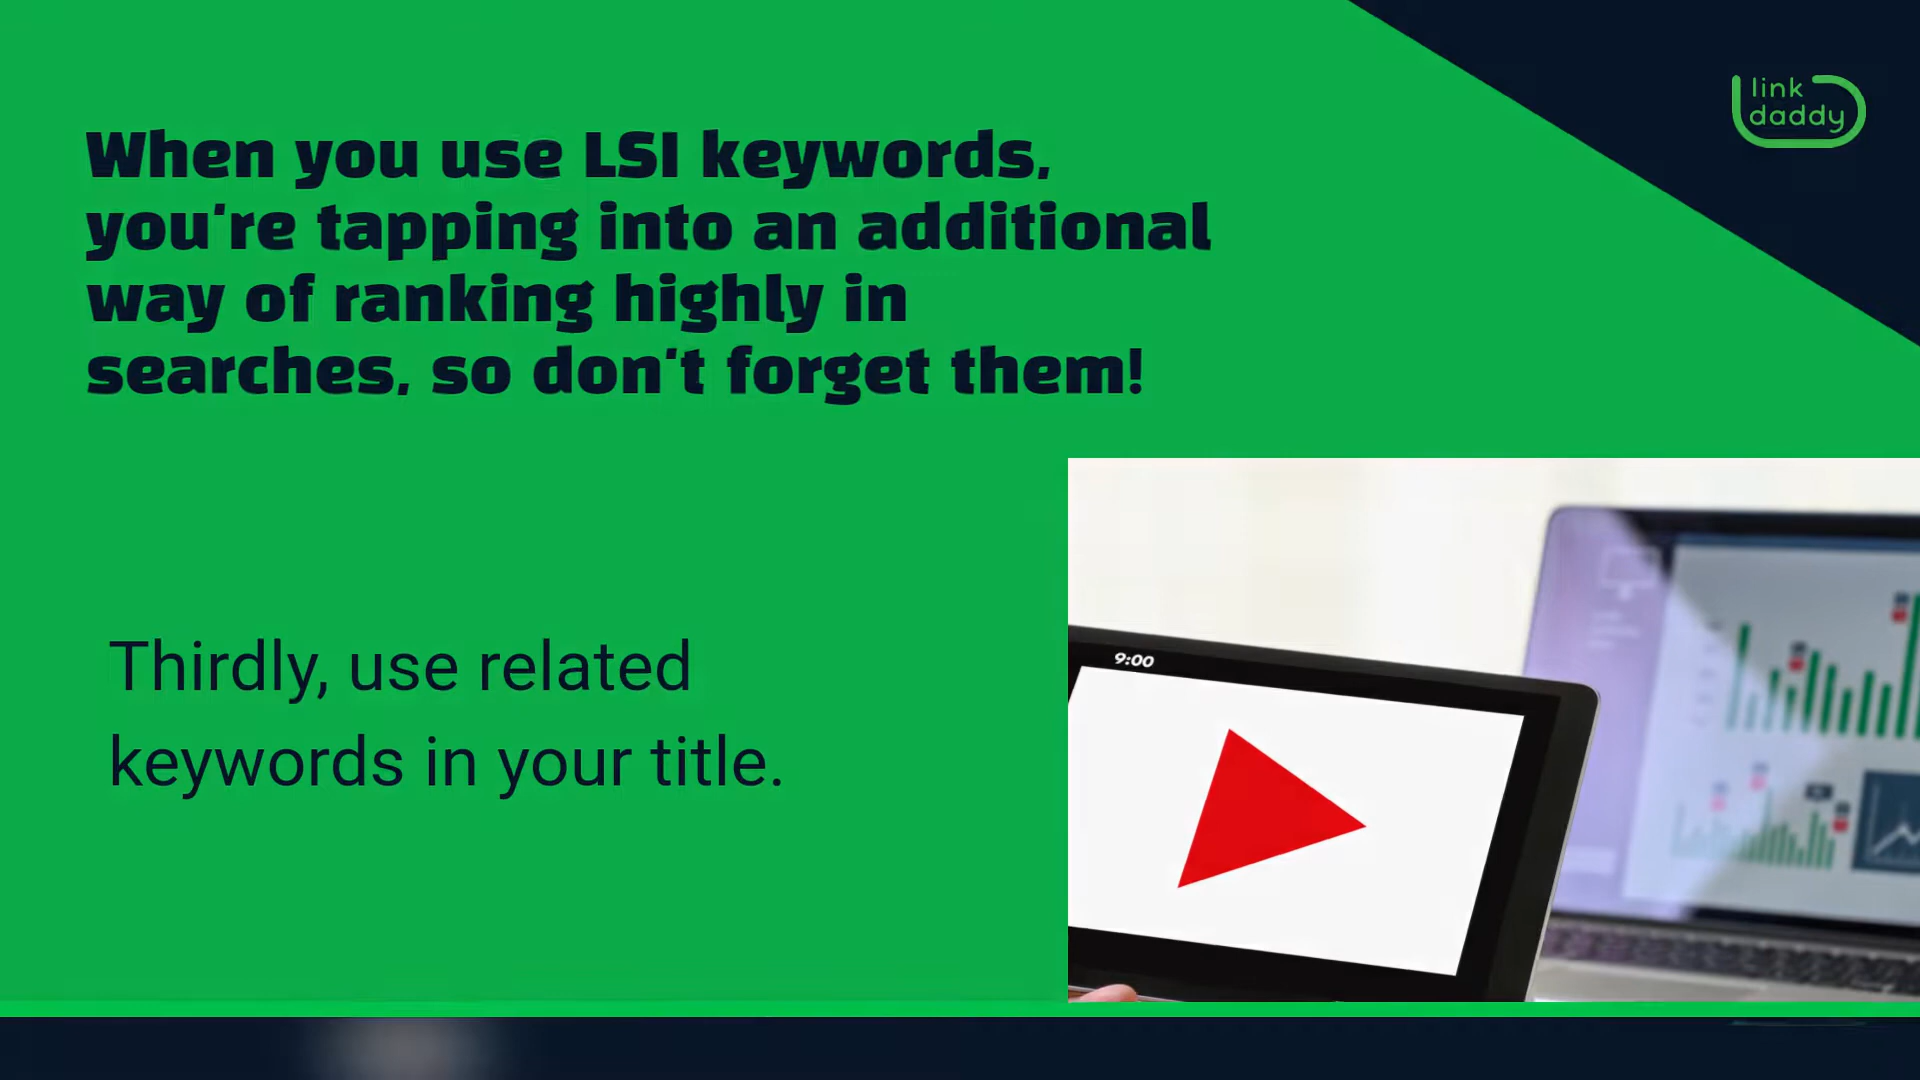 link
daddy
When you use LSI keywords,
you're tapping into an additional
way of ranking highly in
searches, so don't forget them!
Thirdly, use related
keywords in your title.
9:00